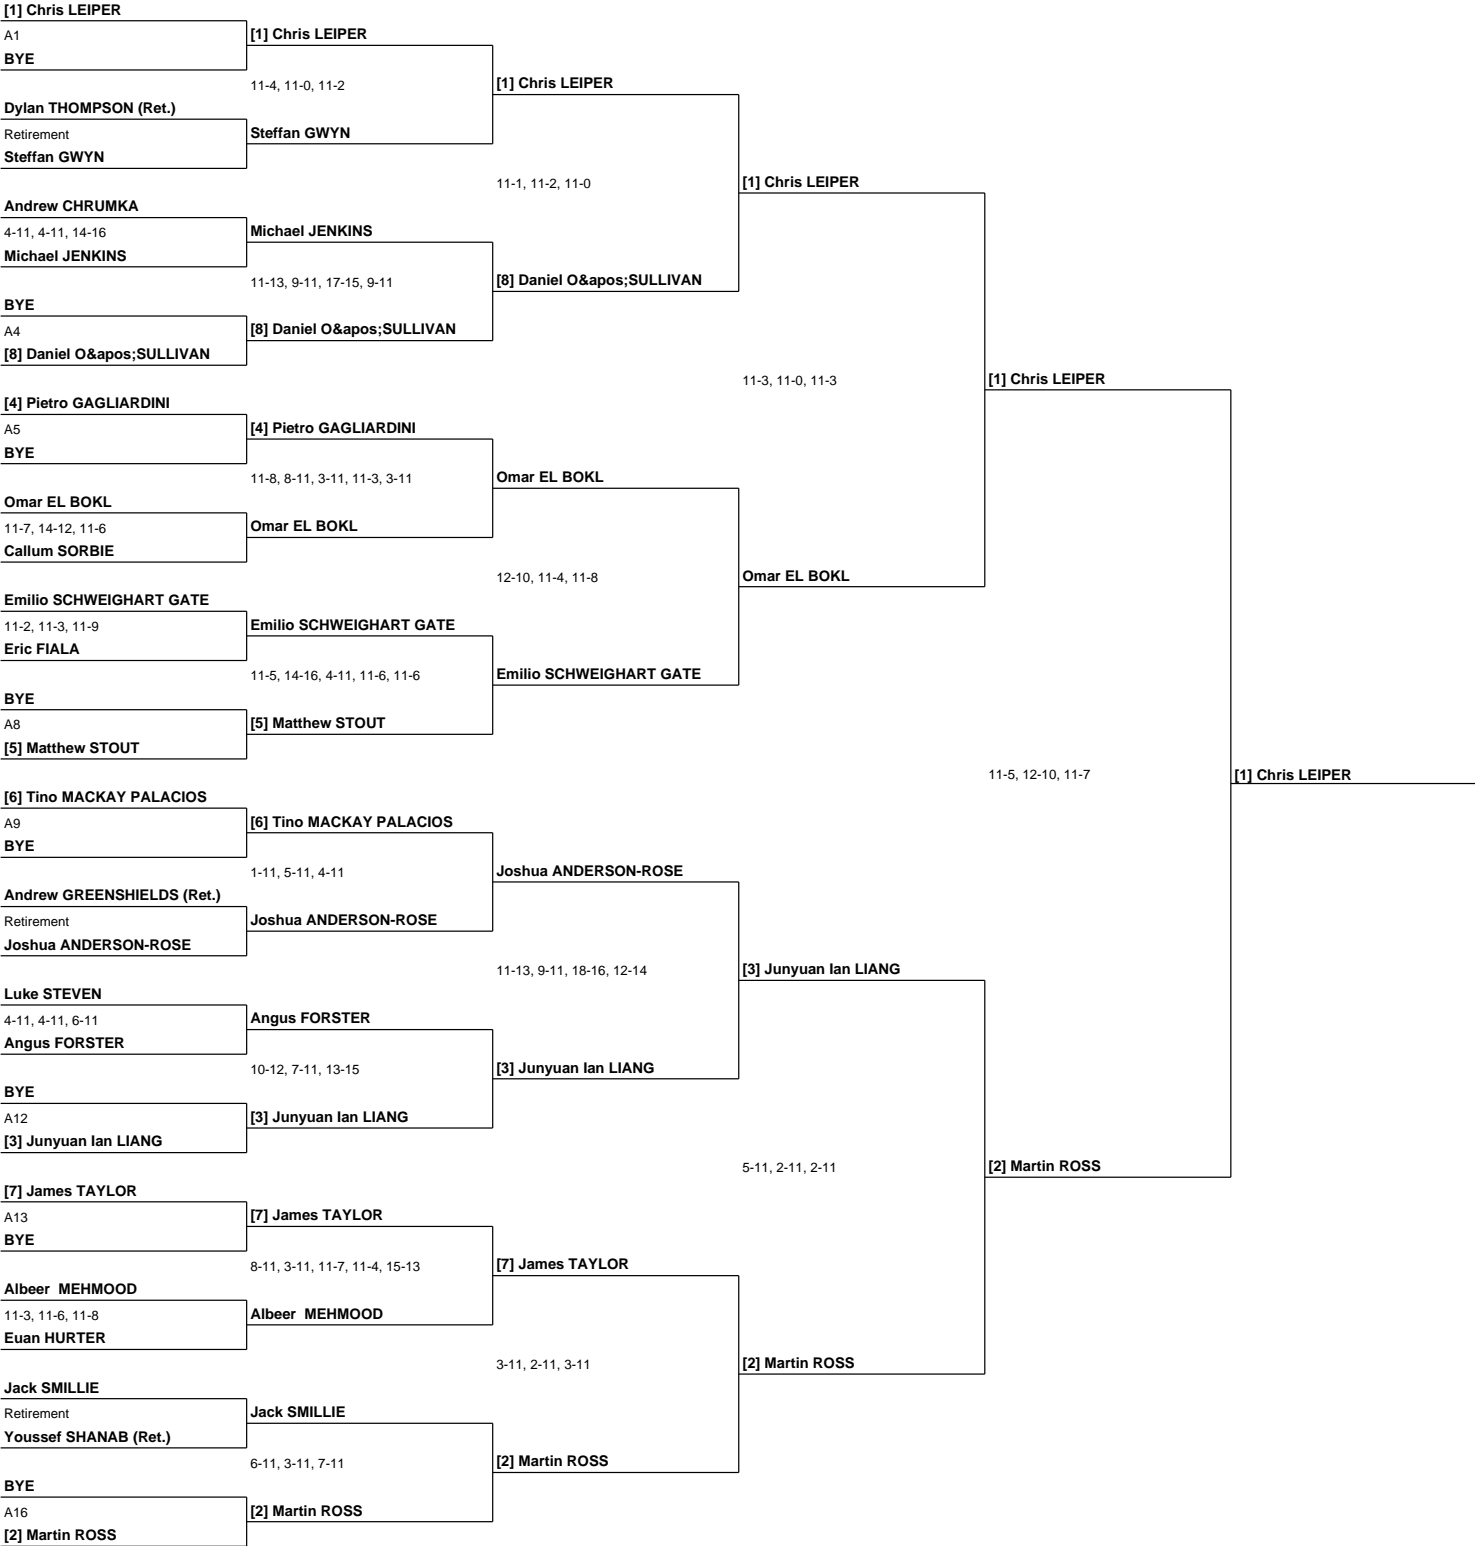 [1] Chris LEIPER
A1
BYE
Dylan THOMPSON (Ret.)
Retirement
Steffan GWYN
Andrew CHRUMKA
4-11, 4-11, 14-16
Michael JENKINS
BYE
A4
[8] Daniel O&apos;SULLIVAN
[4] Pietro GAGLIARDINI
A5
BYE
Omar EL BOKL
11-7, 14-12, 11-6
Callum SORBIE
Emilio SCHWEIGHART GATE
11-2, 11-3, 11-9
Eric FIALA
BYE
A8
[5] Matthew STOUT
[6] Tino MACKAY PALACIOS
A9
BYE
Andrew GREENSHIELDS (Ret.)
Retirement
Joshua ANDERSON-ROSE
Luke STEVEN
4-11, 4-11, 6-11
Angus FORSTER
BYE
A12
[3] Junyuan Ian LIANG
[7] James TAYLOR
A13
BYE
Albeer  MEHMOOD
11-3, 11-6, 11-8
Euan HURTER
Jack SMILLIE
Retirement
Youssef SHANAB (Ret.)
BYE
A16
[2] Martin ROSS
[1] Chris LEIPER
11-4, 11-0, 11-2
Steffan GWYN
Michael JENKINS
11-13, 9-11, 17-15, 9-11
[8] Daniel O&apos;SULLIVAN
[4] Pietro GAGLIARDINI
11-8, 8-11, 3-11, 11-3, 3-11
Omar EL BOKL
Emilio SCHWEIGHART GATE
11-5, 14-16, 4-11, 11-6, 11-6
[5] Matthew STOUT
[6] Tino MACKAY PALACIOS
1-11, 5-11, 4-11
Joshua ANDERSON-ROSE
Angus FORSTER
10-12, 7-11, 13-15
[3] Junyuan Ian LIANG
[7] James TAYLOR
8-11, 3-11, 11-7, 11-4, 15-13
Albeer  MEHMOOD
Jack SMILLIE
6-11, 3-11, 7-11
[2] Martin ROSS
[1] Chris LEIPER
11-1, 11-2, 11-0
[8] Daniel O&apos;SULLIVAN
Omar EL BOKL
12-10, 11-4, 11-8
Emilio SCHWEIGHART GATE
Joshua ANDERSON-ROSE
11-13, 9-11, 18-16, 12-14
[3] Junyuan Ian LIANG
[7] James TAYLOR
3-11, 2-11, 3-11
[2] Martin ROSS
[1] Chris LEIPER
11-3, 11-0, 11-3
Omar EL BOKL
[3] Junyuan Ian LIANG
5-11, 2-11, 2-11
[2] Martin ROSS
[1] Chris LEIPER
11-5, 12-10, 11-7
[2] Martin ROSS
[1] Chris LEIPER